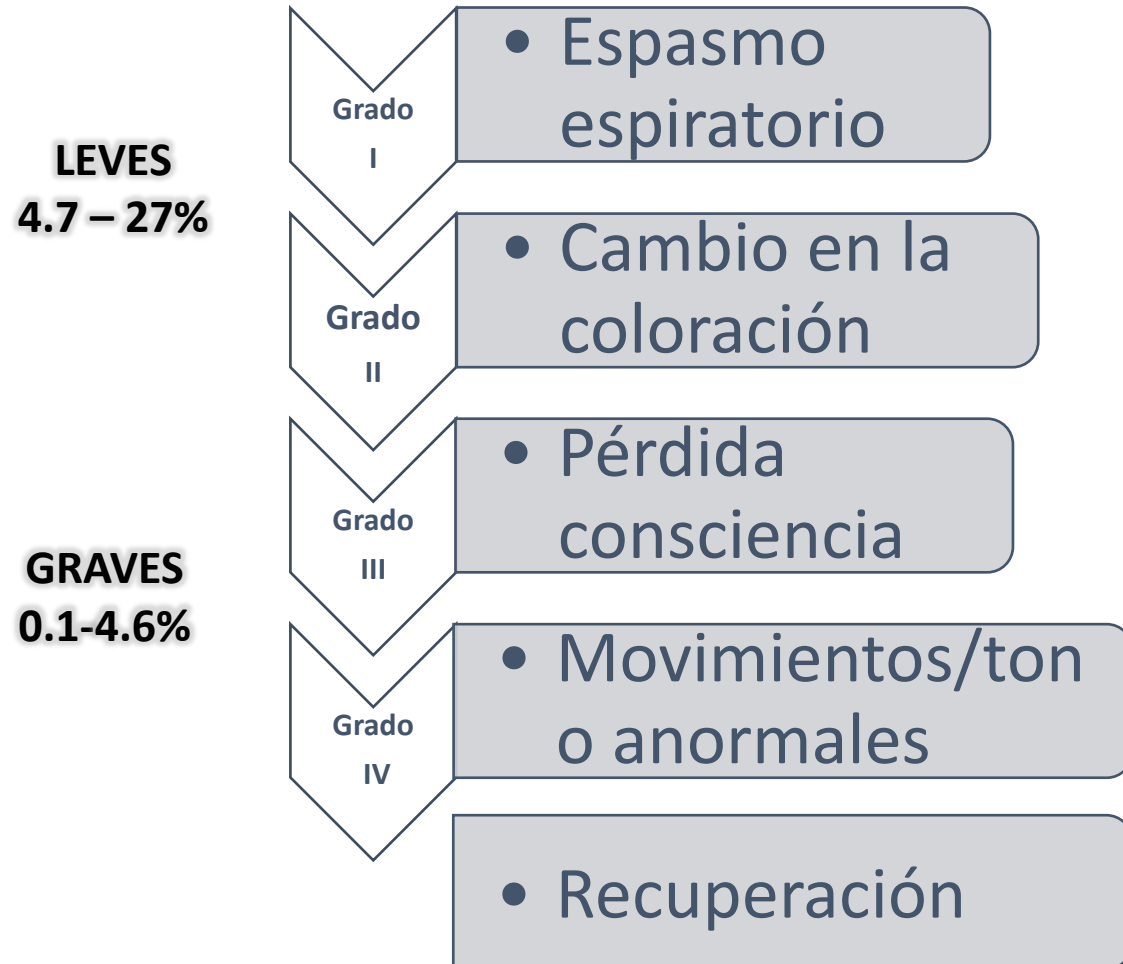 Grado
I
• Espasmo
espiratorio
LEVES
4.7 – 27%
Grado
II
• Cambio en la
coloración
Grado
III
• Pérdida
consciencia
GRAVES
0.1-4.6%
Grado
IV
• Movimientos/ton
o anormales
• Recuperación